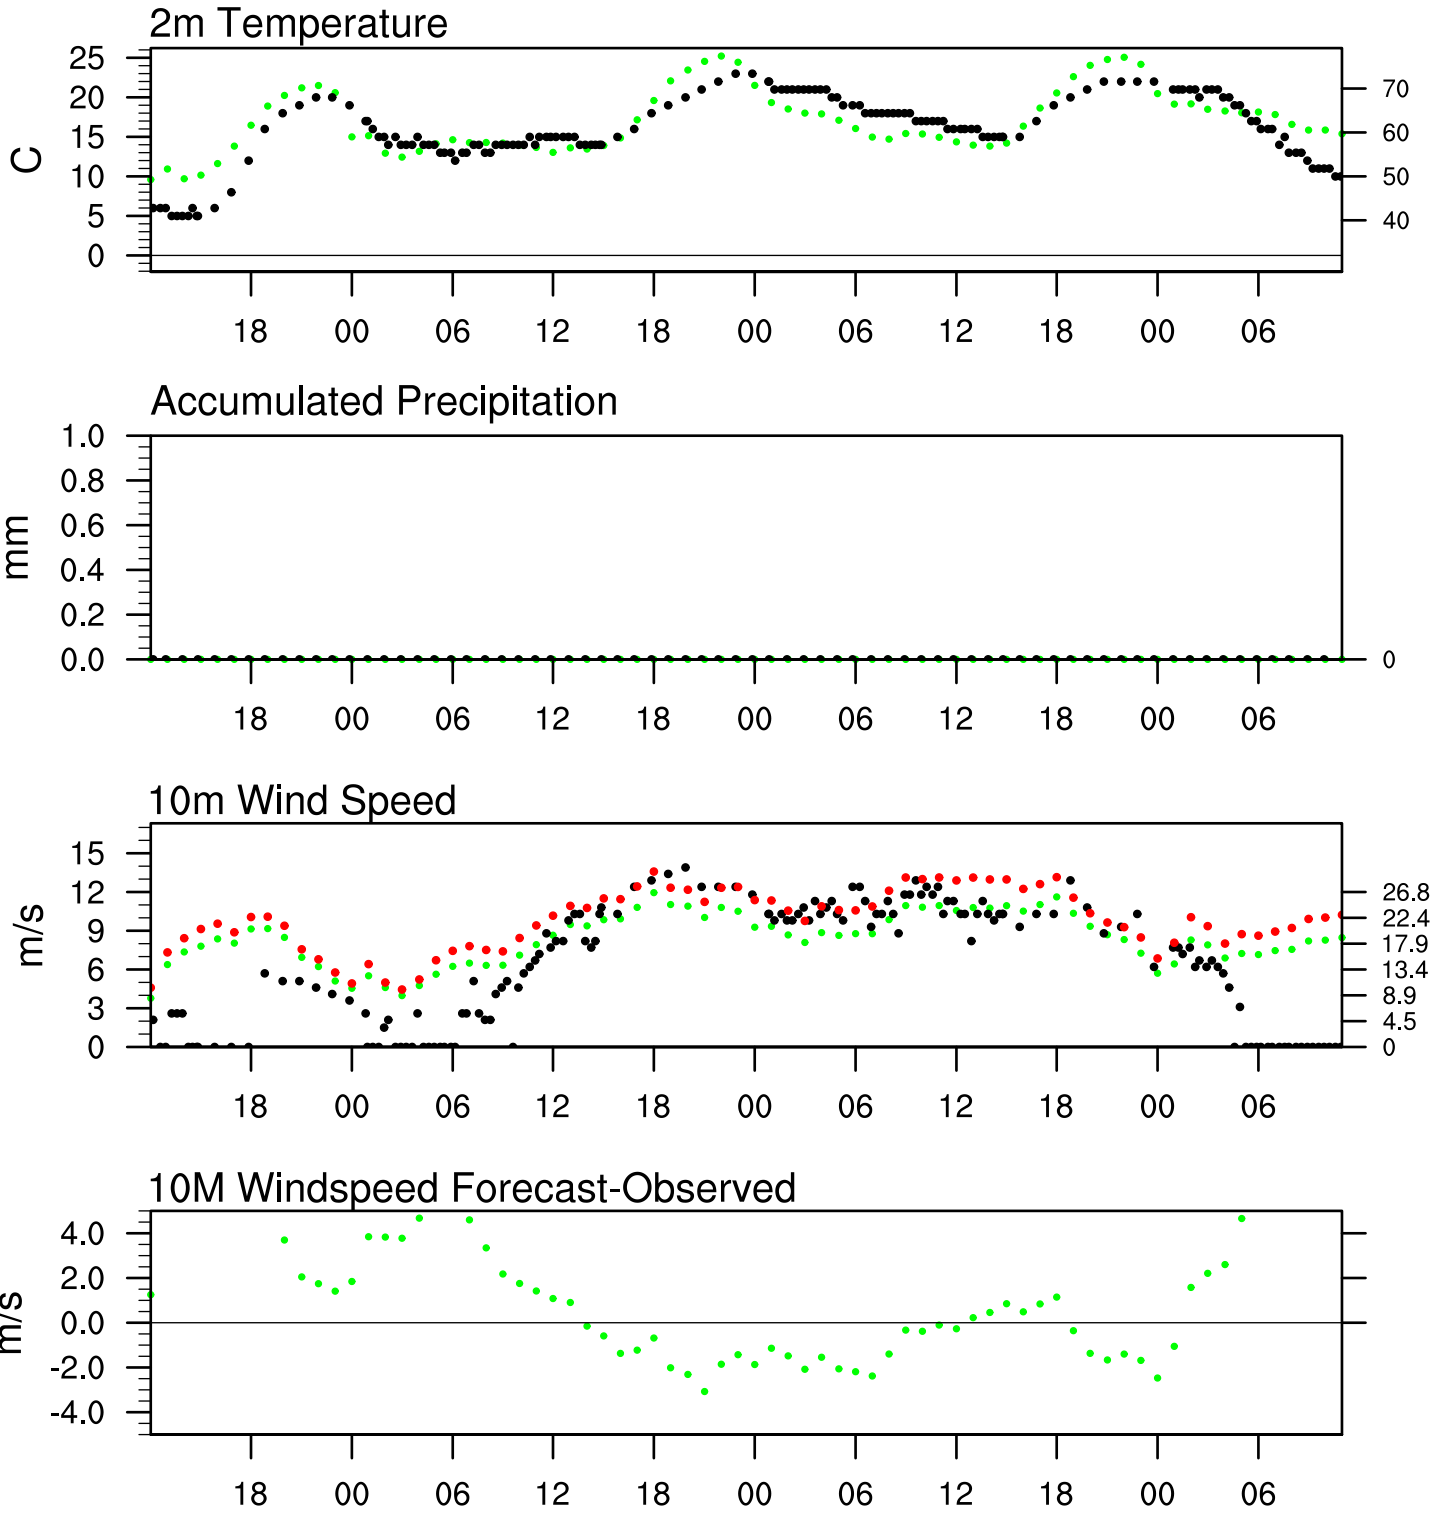 2m Temperature
25
20
15
10
5
0
C
70
60
50
40
18 00 06 12 18 00 06 12 18 00 06
Accumulated Precipitation
1.0
0.8
0.6
0.4
0.2
0.0
mm
0
18 00 06 12 18 00 06 12 18 00 06
10m Wind Speed
15
12
9
6
3
0
m/s
26.8
22.4
17.9
13.4
8.9
4.5
0
18 00 06 12 18 00 06 12 18 00 06
10M Windspeed Forecast-Observed
4.0
2.0
0.0
-2.0
-4.0
m/s
18 00 06 12 18 00 06 12 18 00 06